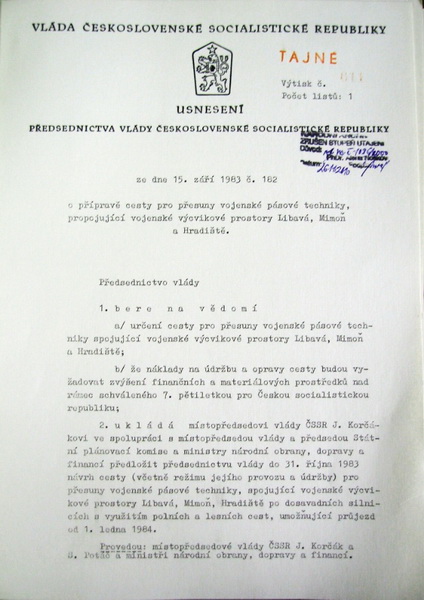 VLÁDA ČESKOSLOVENSKÉ SOCIALISTICKÉ REPUBLIKY
TAJNÉ
Výtisk č.
Počet listů: 1
USNESENÍ
PŘEDSEDNICTVA VLÁDY ČESKOSLOVENSKÉ SOCIALISTICKÉ REPUBLIKY
ZRUŠEN STUPEŇ UTAJENÍ
ze dne 15. září 1983 č. 182
o přípravě cesty pro přesuny vojenské pásové techniky,
propojující vojenské výcvikové prostory Libavá, Mimoň
a Hradiště.
Předsednictvo vlády
1. b e r e n a v ě d o m í
a/ určení cesty pro přesuny vojenské pásové tech-
niky spojující vojenské výcvikové prostory Libavá, Mimoň
a Hradiště;
b/ že náklady na údržbu a opravy cesty budou vy-
žadovat zvýšení finančních a materiálových prostředků nad
rámec schváleného 7. pětiletkou pro Českou socialistickou
republiku;
2. u k l á d á místopředsedovi vlády ČSSR J. Korčá-
kovi ve spolupráci s místopředsedou vlády a předsedou Stát-
ní plánovací komise a ministry národní obrany, dopravy a
financí předložit předsednictvu vlády do 31. října 1983
návrh cesty (včetně režimu jejího provozu a údržby) pro
přesuny vojenské pásové techniky, spojující vojenské výcvi-
kové prostory Libavá, Mimoň, Hradiště po dosavadních silni-
cích s využitím polních a lesních cest, umožňující průjezd
od 1. ledna 1984.
Provedou: místopředsedové vlády ČSSR J. Korčák a
S. Potáč a ministři národní obrany, dopravy a financí.